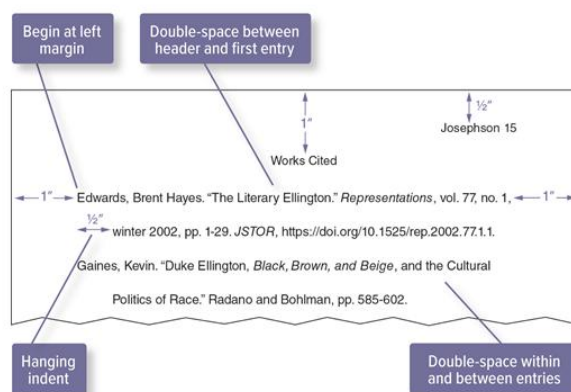 Begin at left
margin
Double-space between
header and first entry
1"
½"
Josephson 15
Works Cited
1"
Edwards, Brent Hayes. “The Literary Ellington.” Representations, vol. 77, no. 1,
1"
½"
winter 2002, pp. 1-29. JSTOR, https://doi.org/10.1525/rep.2002.77.1.1.
Gaines, Kevin. “Duke Ellington, Black, Brown, and Beige, and the Cultural
Politics of Race.” Radano and Bohlman, pp. 585-602.
Hanging
indent
Double-space within
and between entries